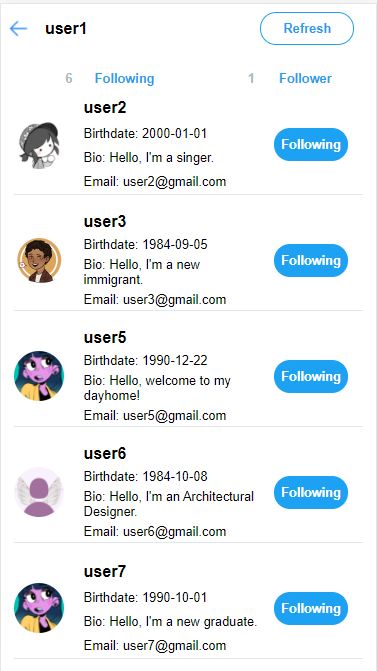 user1 Refresh
6 Following 1 Follower
user2
Birthdate: 2000-01-01
Bio: Hello, I'm a singer.
Email: user2@gmail.com
Following
user3
Birthdate: 1984-09-05
Bio: Hello, I'm a new
immigrant.
Email: user3@gmail.com
Following
user5
Birthdate: 1990-12-22
Bio: Hello, welcome to my
dayhome!
Email: user5@gmail.com
Following
user6
Birthdate: 1984-10-08
Bio: Hello, I'm an Architectural
Designer.
Email: user6@gmail.com
Following
user7
Birthdate: 1990-10-01
Bio: Hello, I'm a new graduate.
Email: user7@gmail.com
Following